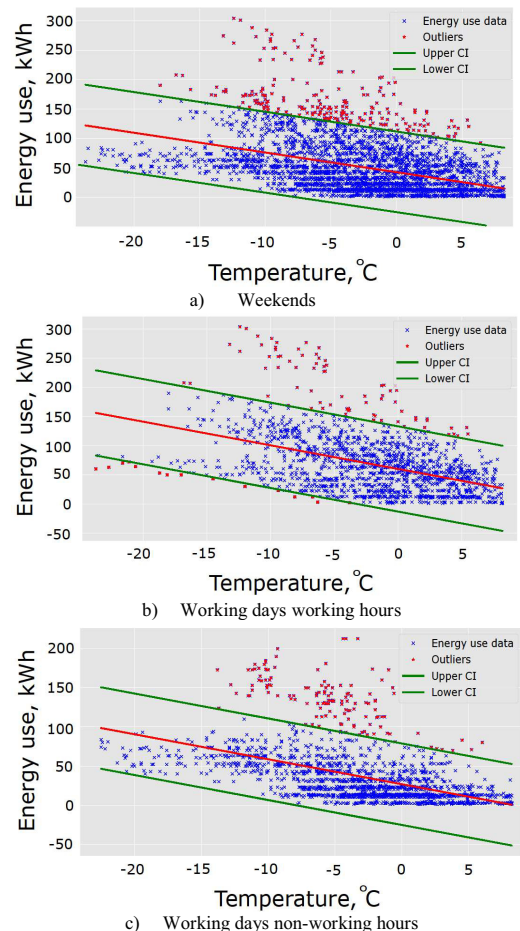 300
250
200
150
100
50
0
Energy use, kWh
Energy use data
Outliers
Upper CI
Lower CI
-20 -15 -10 -5 0 5
Temperature, °C
a) Weekends
300
250
200
150
100
50
0
-50
Energy use, kWh
Energy use data
Outliers
Upper CI
Lower CI
-20 -15 -10 -5 0 5
Temperature, °C
b) Working days working hours
200
150
100
50
0
-50
Energy use, kWh
Energy use data
Outliers
Upper CI
Lower CI
-20 -15 -10 -5 0 5
Temperature, °C
c) Working days non-working hours